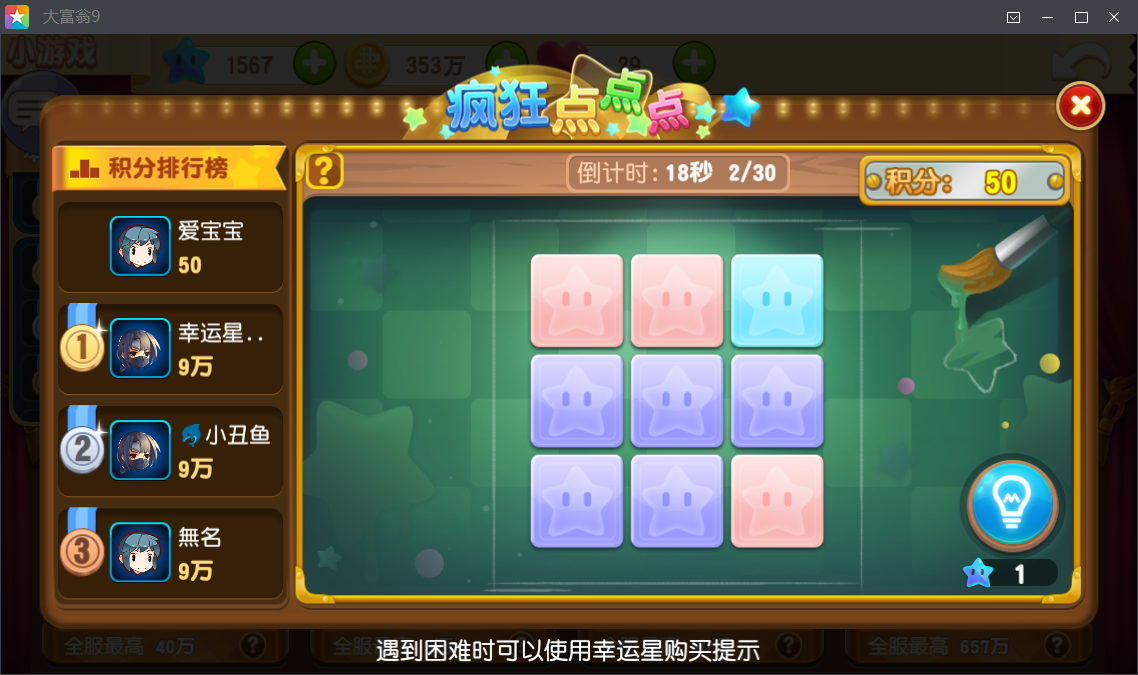 大富翁9
小游戏
1567
353万
29
疯狂点点点
积分排行榜
?
倒计时: 18秒 2/30
积分: 50
爱宝宝
50
1
幸运星..
9万
2
小丑鱼
9万
3
無名
9万
1
全服最高 40万 ?
全服最高 657万 ?
遇到困难时可以使用幸运星购买提示